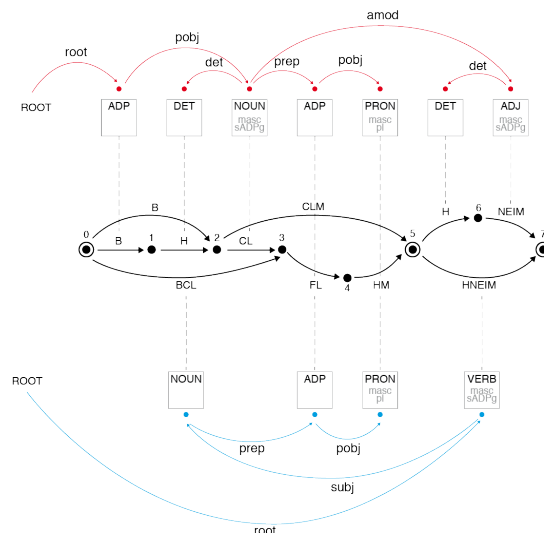 amod
pobj
root
det
prep
pobj
det
ROOT
ADP
DET
NOUN
masc
sADPg
ADP
PRON
masc
pl
DET
ADJ
masc
sADPg
B
CLM
H
6
NEIM
0
B
1
H
2
CL
3
5
7
BCL
FL
4
HM
HNEIM
ROOT
NOUN
ADP
PRON
masc
pl
VERB
masc
sADPg
prep
pobj
subj
root